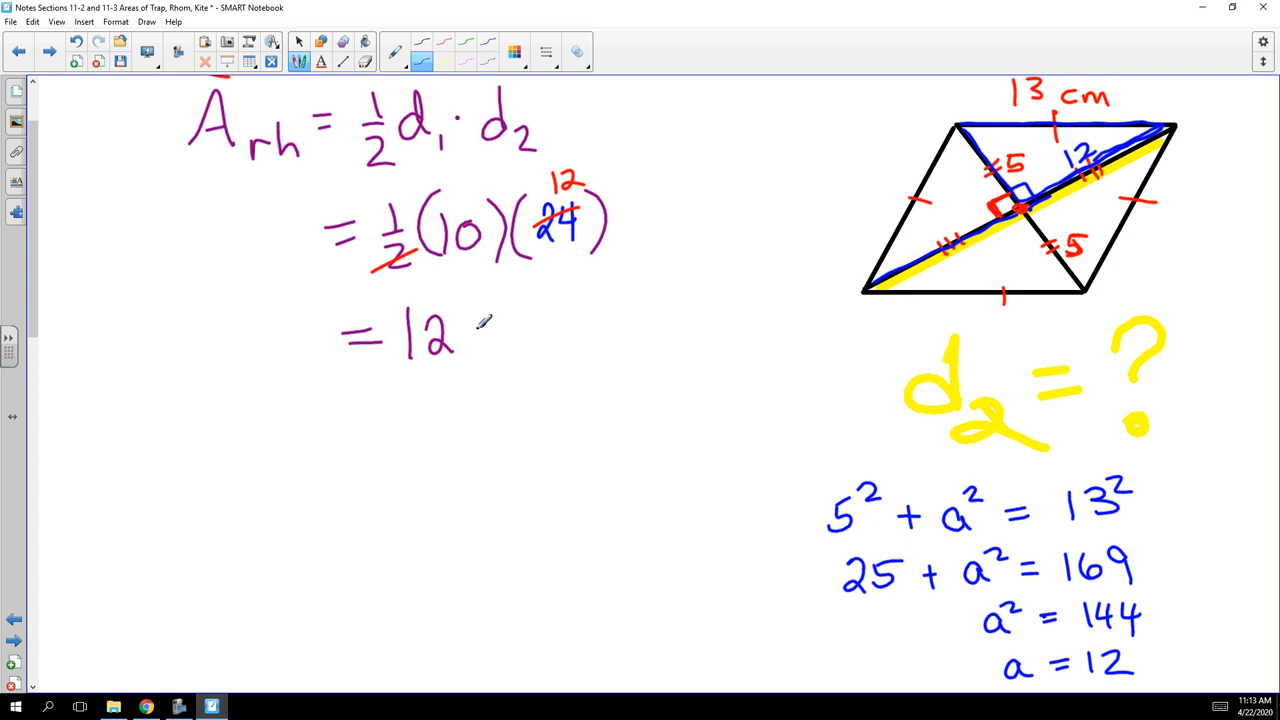 Notes Sections 11-2 and 11-3 Areas of Trap, Rhom, Kite * - SMART Notebook
File Edit View Insert Format Draw Help
A_rh = 1/2 d₁ · d₂
12
= 1/2 (10)(24)
= 12
13 cm
5
12
5
d₂ = ?
5² + a² = 13²
25 + a² = 169
a² = 144
a = 12
11:13 AM
4/22/2020